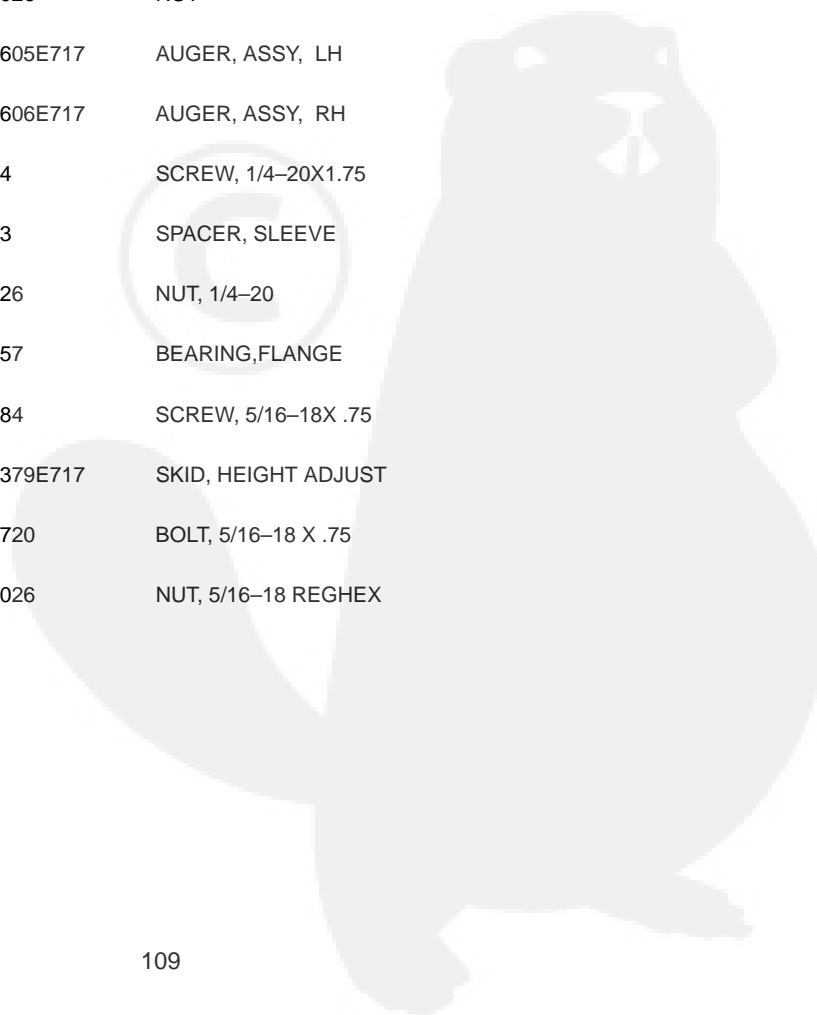 605E717 AUGER, ASSY, LH
606E717 AUGER, ASSY, RH
4 SCREW, 1/4–20X1.75
3 SPACER, SLEEVE
26 NUT, 1/4–20
57 BEARING,FLANGE
84 SCREW, 5/16–18X .75
379E717 SKID, HEIGHT ADJUST
720 BOLT, 5/16–18 X .75
026 NUT, 5/16–18 REGHEX
109
©